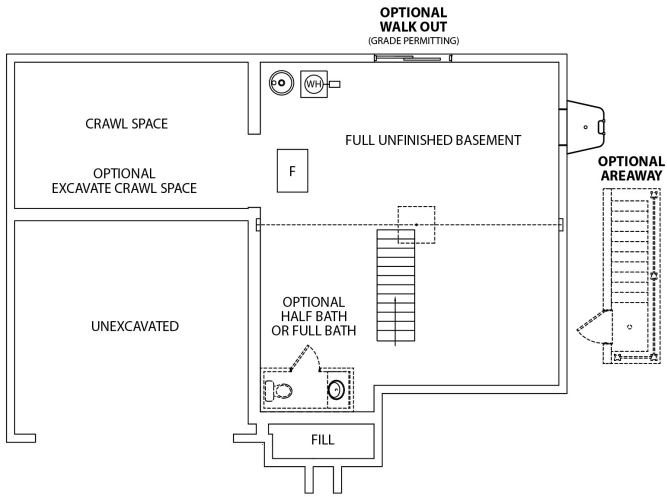 OPTIONAL
WALK OUT
(GRADE PERMITTING)
WH
CRAWL SPACE
FULL UNFINISHED BASEMENT
OPTIONAL
EXCAVATE CRAWL SPACE
F
OPTIONAL
AREAWAY
OPTIONAL
HALF BATH
OR FULL BATH
UNEXCAVATED
FILL